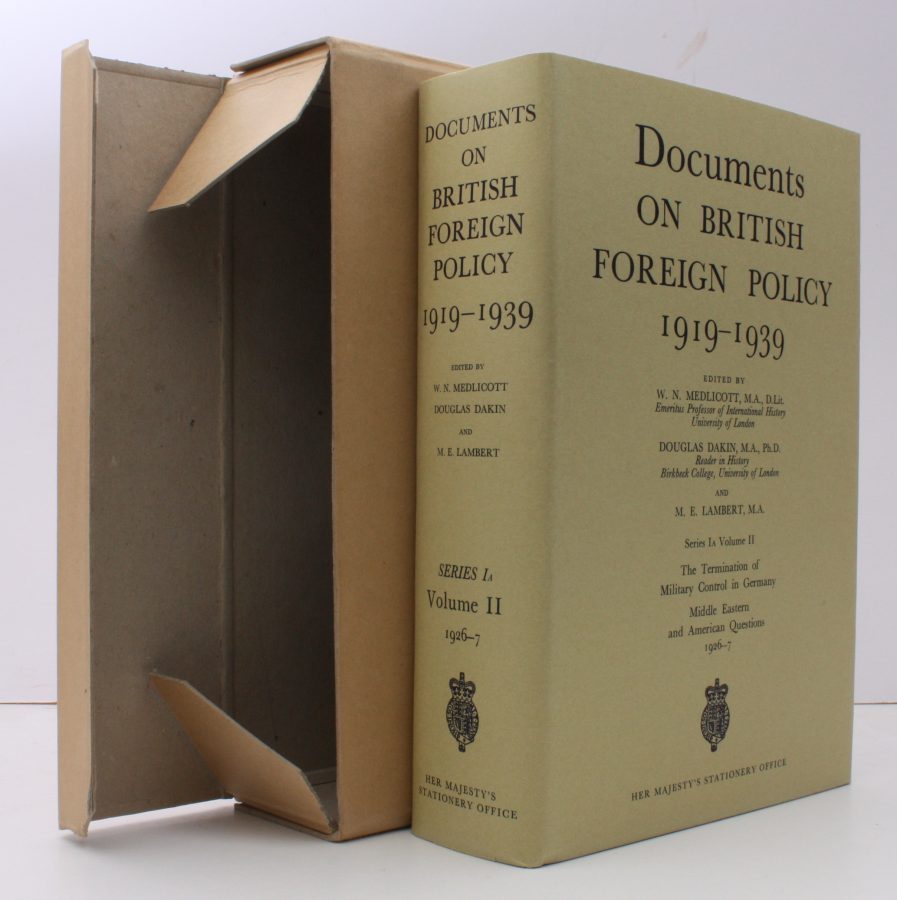 DOCUMENTS
ON
BRITISH
FOREIGN
POLICY
1919–1939
EDITED BY
W. N. MEDLICOTT
DOUGLAS DAKIN
AND
M. E. LAMBERT
SERIES IA
Volume II
1926–7
HER MAJESTY'S
STATIONERY OFFICE
Documents
ON BRITISH
FOREIGN POLICY
1919–1939
EDITED BY
W. N. MEDLICOTT, M.A., D.Lit.
Emeritus Professor of International History
University of London
DOUGLAS DAKIN, M.A., Ph.D.
Reader in History
Birkbeck College, University of London
AND
M. E. LAMBERT, M.A.
Series IA Volume II
The Termination of
Military Control in Germany
Middle Eastern
and American Questions
1926–7
HER MAJESTY'S STATIONERY OFFICE